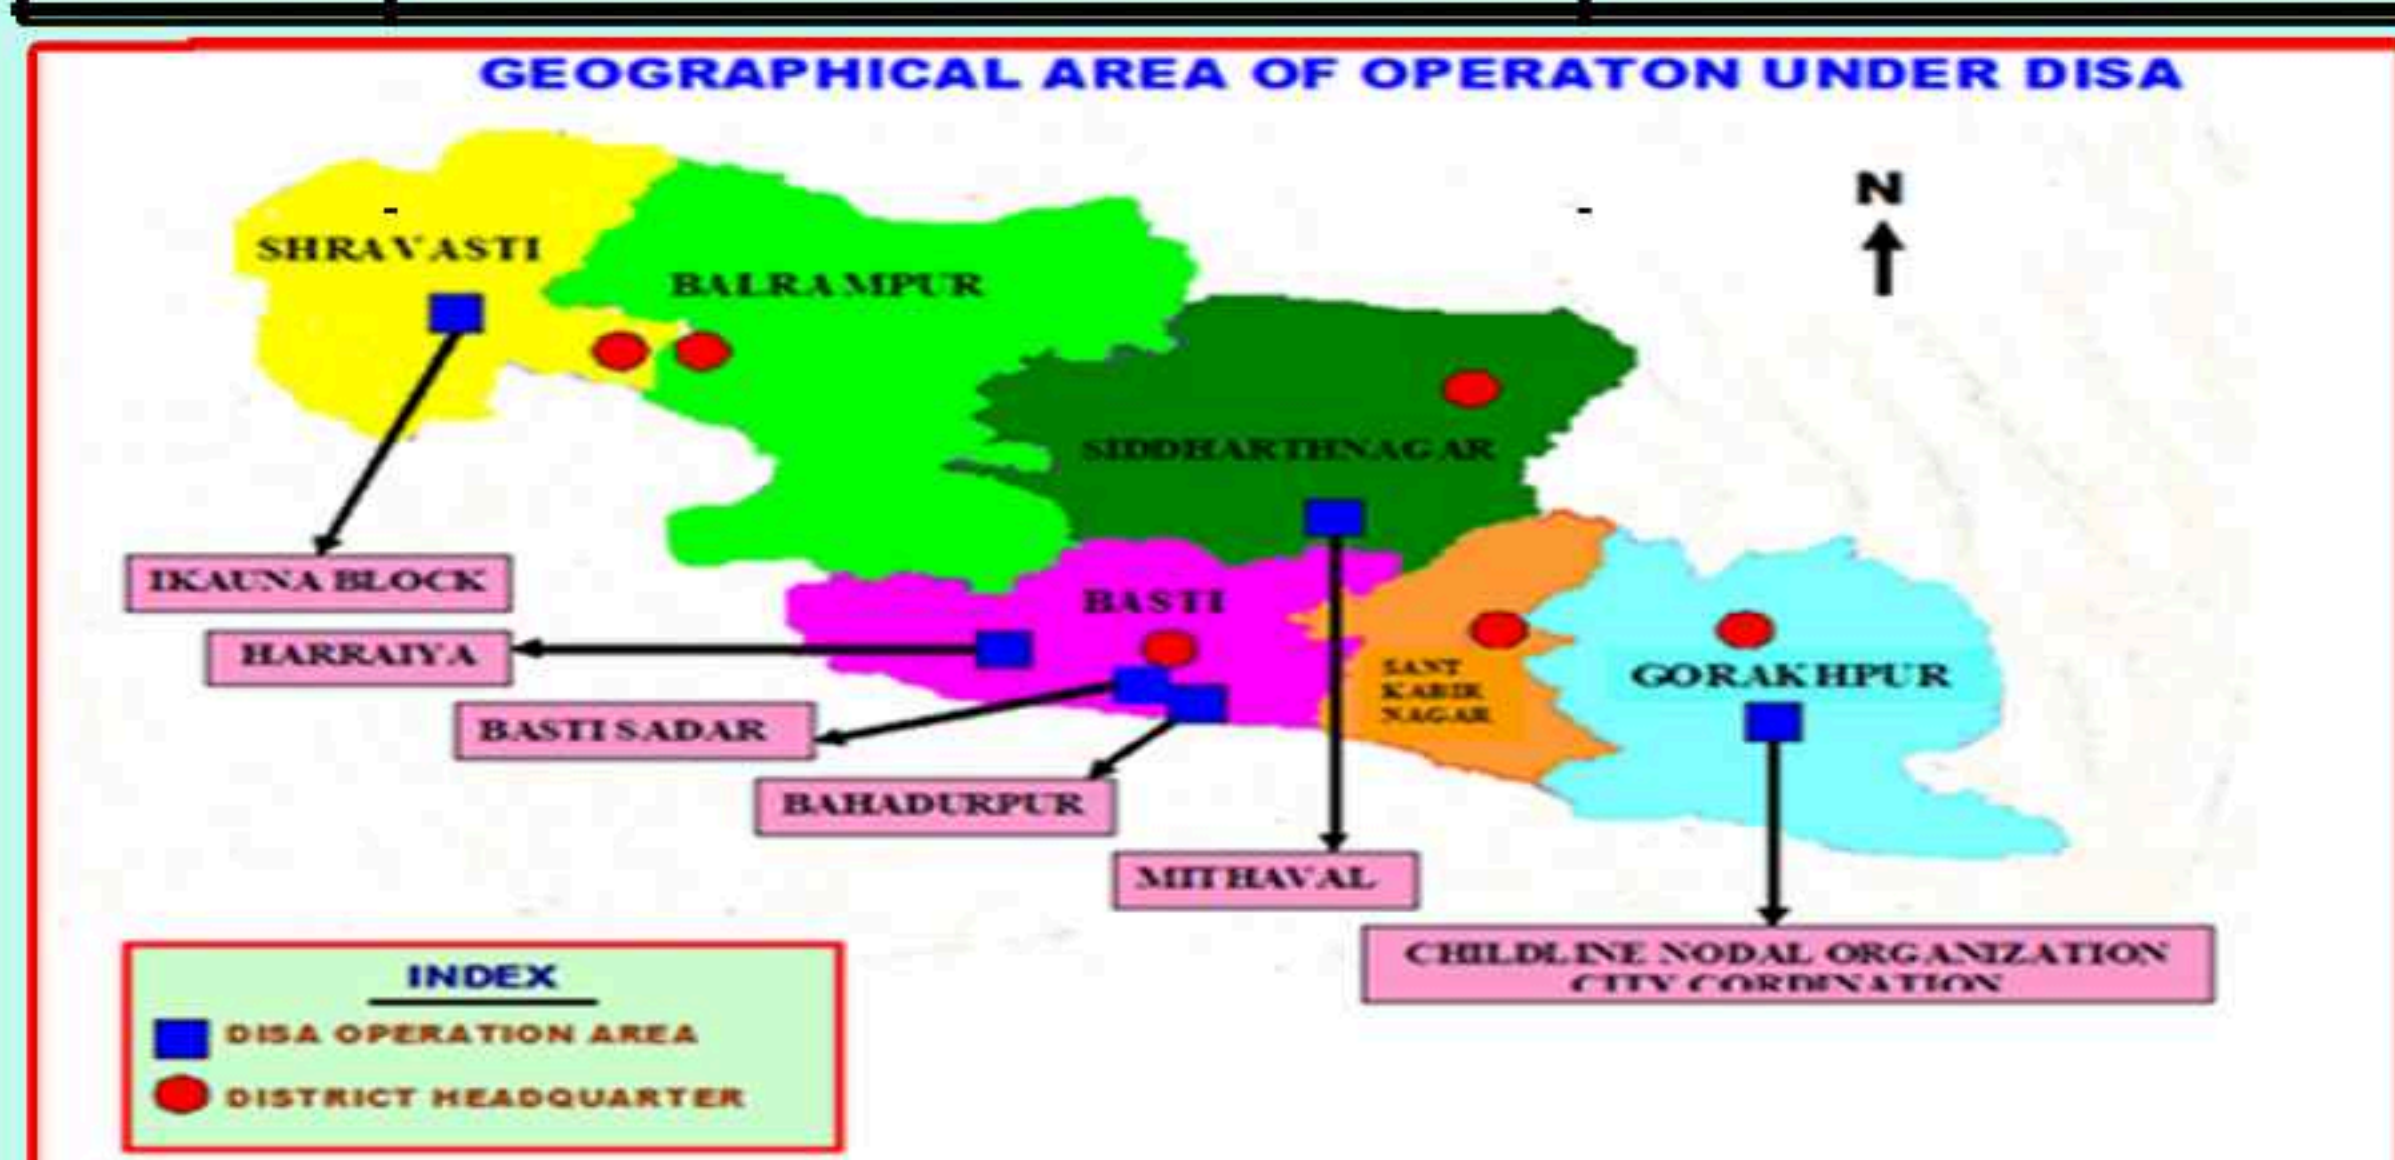 GEOGRAPHICAL AREA OF OPERATON UNDER DISA
N
SHRAVASTI
BALRAMPUR
SIDDHARTHNAGAR
IKAUNA BLOCK
BASTI
HARRAIYA
SANT
KABIR
NAGAR
GORAKHPUR
BASTI SADAR
BAHADURPUR
MITHAVAL
CHILDLINE NODAL ORGANIZATION
CITY CORDINATION
INDEX
DISA OPERATION AREA
DISTRICT HEADQUARTER